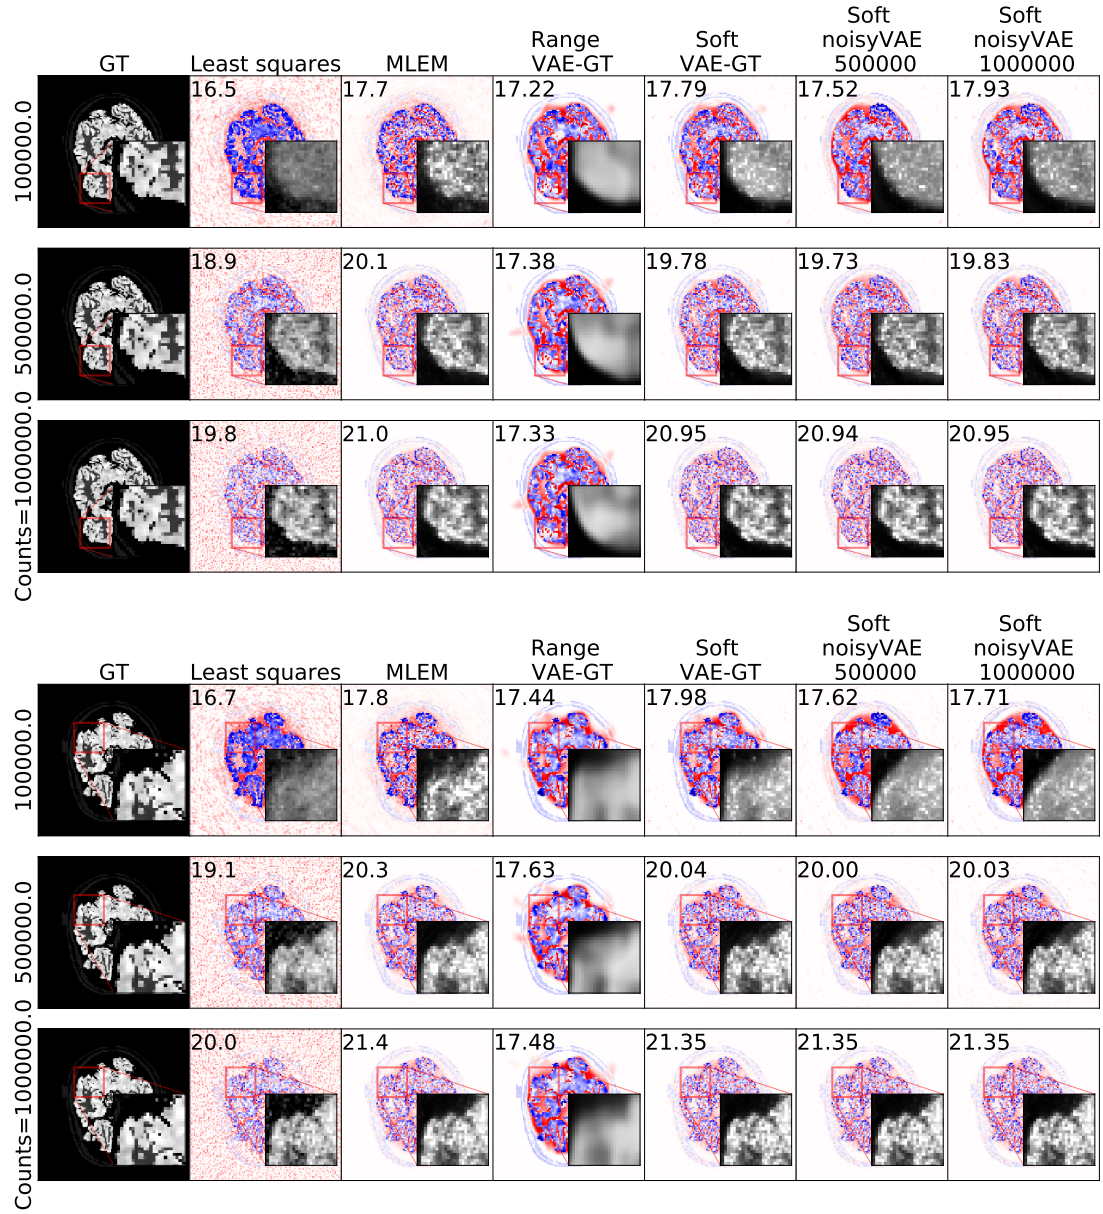 Soft
Soft
Range
Soft
noisyVAE
noisyVAE
GT
Least squares
MLEM
VAE-GT
VAE-GT
500000
1000000
100000.0
16.5
17.7
17.22
17.79
17.52
17.93
500000.0
18.9
20.1
17.38
19.78
19.73
19.83
Counts=1000000.0
19.8
21.0
17.33
20.95
20.94
20.95
Soft
Soft
Range
Soft
noisyVAE
noisyVAE
GT
Least squares
MLEM
VAE-GT
VAE-GT
500000
1000000
100000.0
16.7
17.8
17.44
17.98
17.62
17.71
500000.0
19.1
20.3
17.63
20.04
20.00
20.03
Counts=1000000.0
20.0
21.4
17.48
21.35
21.35
21.35